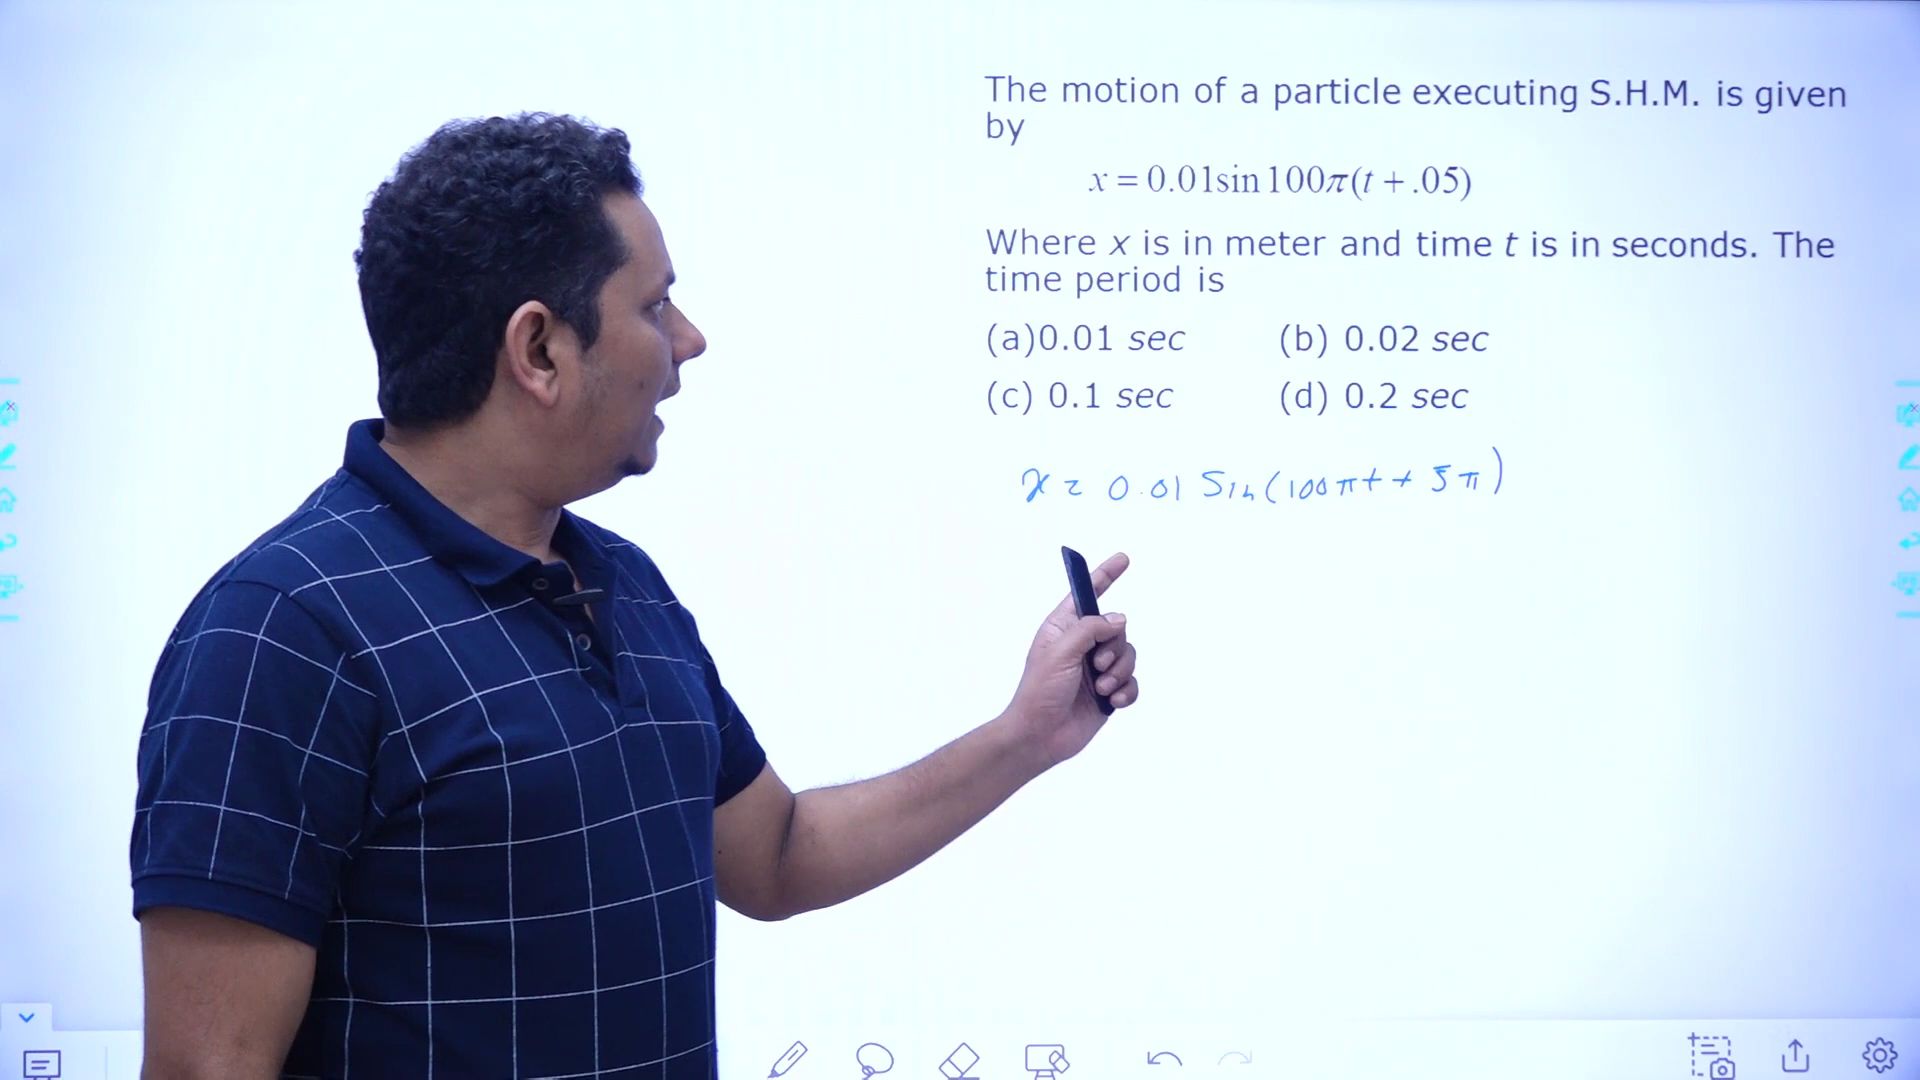 The motion of a particle executing S.H.M. is given
by
x = 0.01sin100π(t + .05)
Where x is in meter and time t is in seconds. The
time period is
(a)0.01 sec (b) 0.02 sec
(c) 0.1 sec (d) 0.2 sec
x = 0.01 Sin(100πt + 5π)